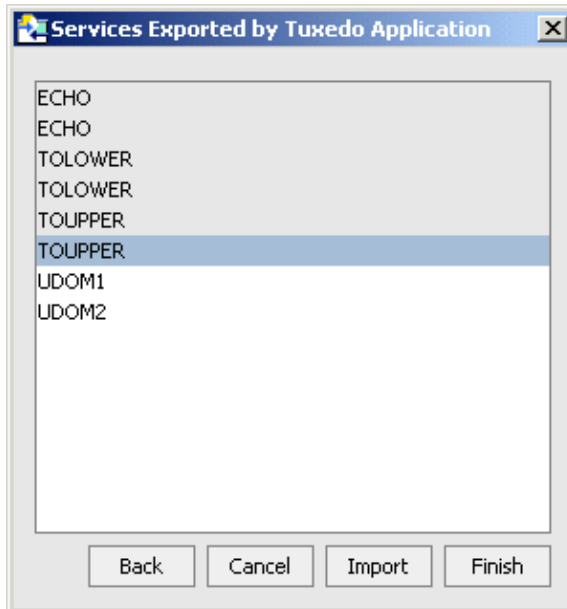 Services Exported by Tuxedo Application
ECHO
ECHO
TOLOWER
TOLOWER
TOUPPER
TOUPPER
UDOM1
UDOM2
Back Cancel Import Finish